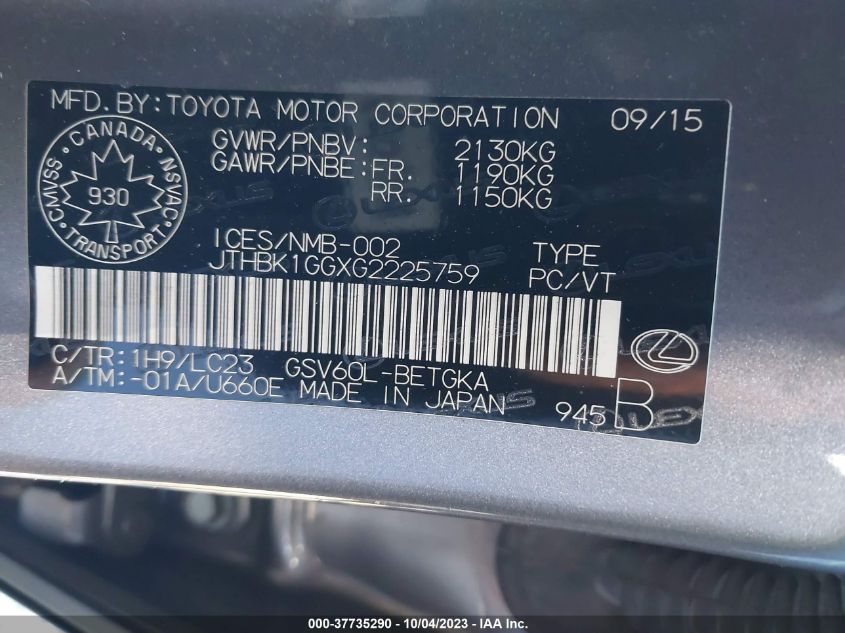 MFD.BY:TOYOTA MOTOR CORPORATION 09/15
GVWR/PNBV: 2130KG
GAWR/PNBE:FR. 1190KG
RR. 1150KG
CANADA
CMVSS 930 NSVAC
TRANSPORT
ICES/NMB-002 TYPE
JTHBK1GGXG2225759 PC/VT
C/TR:1H9/LC23 GSV60L-BETGKA
A/TM:-01A/U660E MADE IN JAPAN 945 B
000-37735290 - 10/04/2023 - IAA Inc.